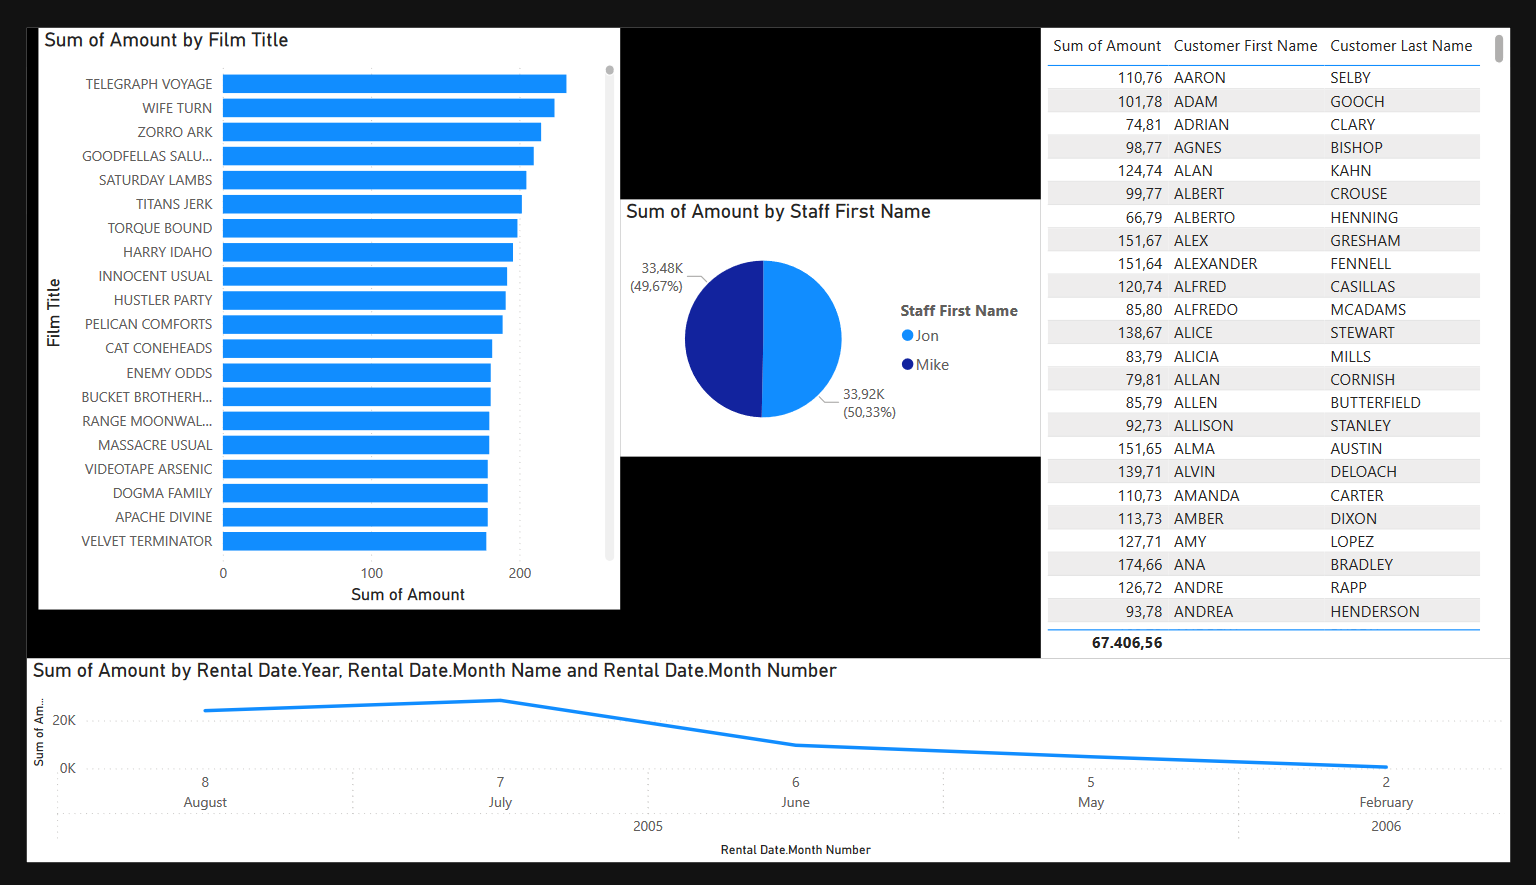 Sum of Amount by Film Title
TELEGRAPH VOYAGE
WIFE TURN
ZORRO ARK
GOODFELLAS SALU...
SATURDAY LAMBS
TITANS JERK
TORQUE BOUND
HARRY IDAHO
INNOCENT USUAL
HUSTLER PARTY
PELICAN COMFORTS
CAT CONEHEADS
ENEMY ODDS
BUCKET BROTHERH...
RANGE MOONWAL...
MASSACRE USUAL
VIDEOTAPE ARSENIC
DOGMA FAMILY
APACHE DIVINE
VELVET TERMINATOR
Film Title
0 100 200
Sum of Amount
Sum of Amount by Staff First Name
33,48K
(49,67%)
33,92K
(50,33%)
Staff First Name
Jon
Mike
Sum of Amount Customer First Name Customer Last Name
110,76 AARON SELBY
101,78 ADAM GOOCH
74,81 ADRIAN CLARY
98,77 AGNES BISHOP
124,74 ALAN KAHN
99,77 ALBERT CROUSE
66,79 ALBERTO HENNING
151,67 ALEX GRESHAM
151,64 ALEXANDER FENNELL
120,74 ALFRED CASILLAS
85,80 ALFREDO MCADAMS
138,67 ALICE STEWART
83,79 ALICIA MILLS
79,81 ALLAN CORNISH
85,79 ALLEN BUTTERFIELD
92,73 ALLISON STANLEY
151,65 ALMA AUSTIN
139,71 ALVIN DELOACH
110,73 AMANDA CARTER
113,73 AMBER DIXON
127,71 AMY LOPEZ
174,66 ANA BRADLEY
126,72 ANDRE RAPP
93,78 ANDREA HENDERSON
67.406,56
Sum of Amount by Rental Date.Year, Rental Date.Month Name and Rental Date.Month Number
Sum of Am...
20K
0K
8 7 6 5 2
August July June May February
2005 2006
Rental Date.Month Number